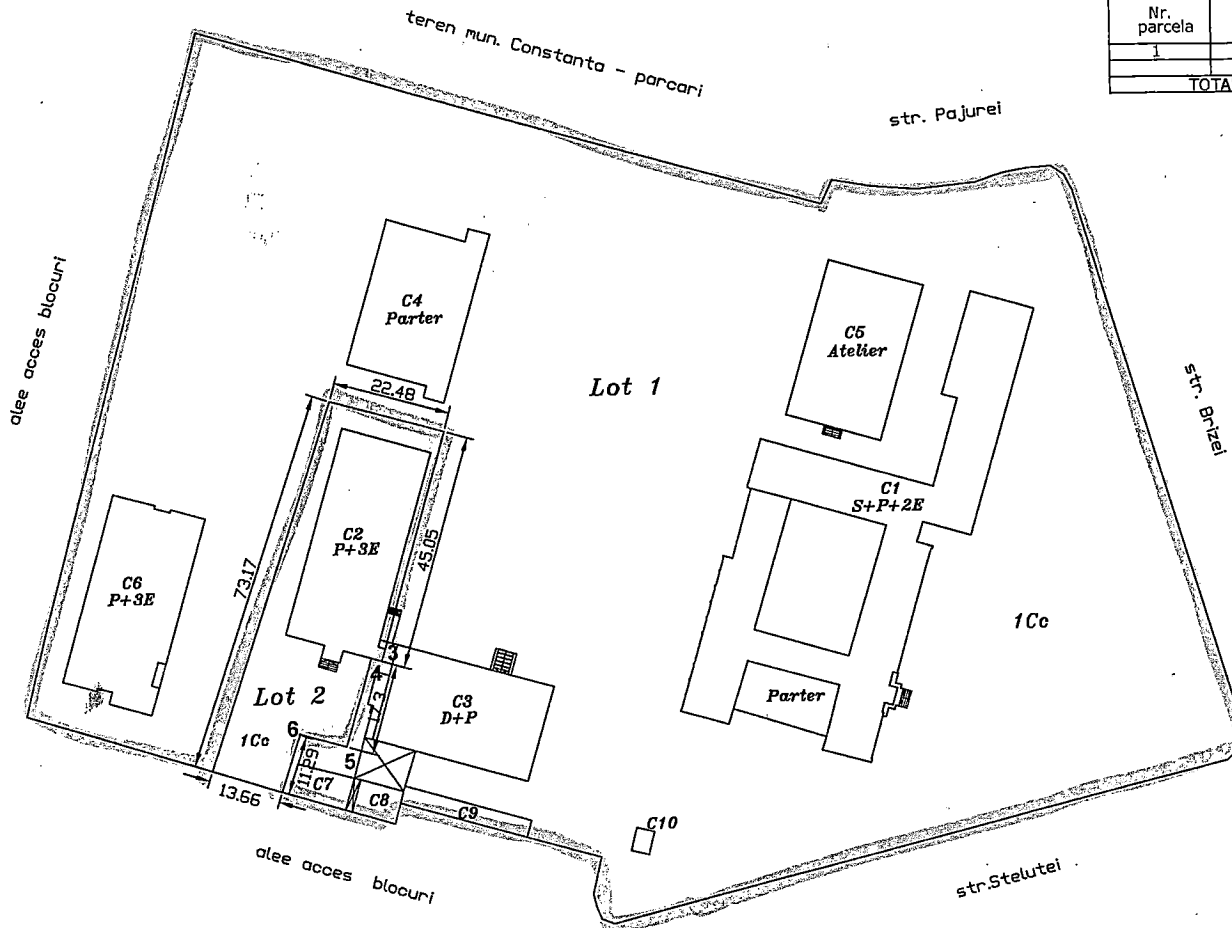 teren mun. Constanta - parcari
Nr.
parcela
1
TOTA
str. Pajurei
alee acces blocuri
C4
Parter
C5
Atelier
Lot 1
22.48
str. Brizei
C1
S+P+2E
C2
P+3E
45.05
73.17
C6
P+3E
1Cc
3
4
Lot 2
C3
D+P
Parter
6
1Cc
5
11.29
C7
C8
13.66
C9
C10
alee acces blocuri
str.Stelutei